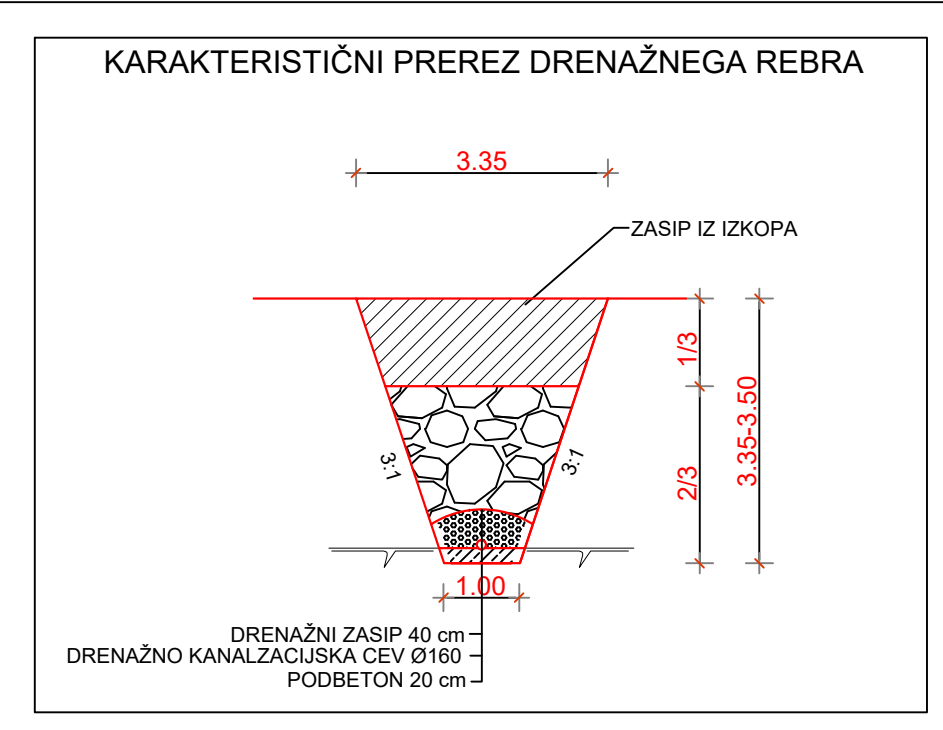 KARAKTERISTIČNI PREREZ DRENAŽNEGA REBRA
3.35
ZASIP IZ IZKOPA
1/3
3.35-3.50
3:1
3:1
2/3
1.00
DRENAŽNI ZASIP 40 cm
DRENAŽNO KANALZACIJSKA CEV Ø160
PODBETON 20 cm